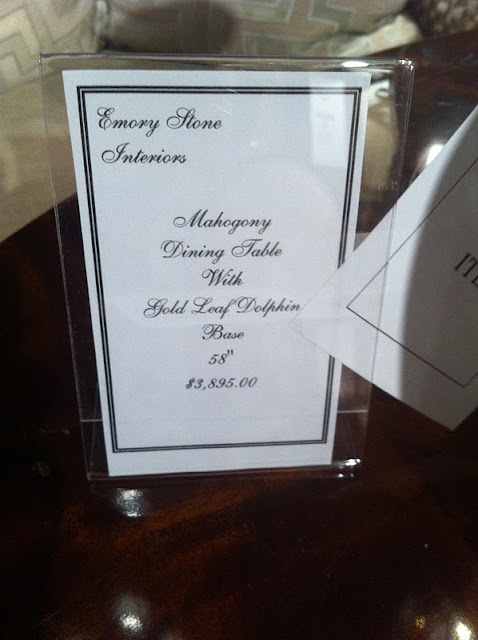 Emory Stone
Interiors
Mahogony
Dining Table
With
Gold Leaf Dolphin
Base
58"
$3,895.00